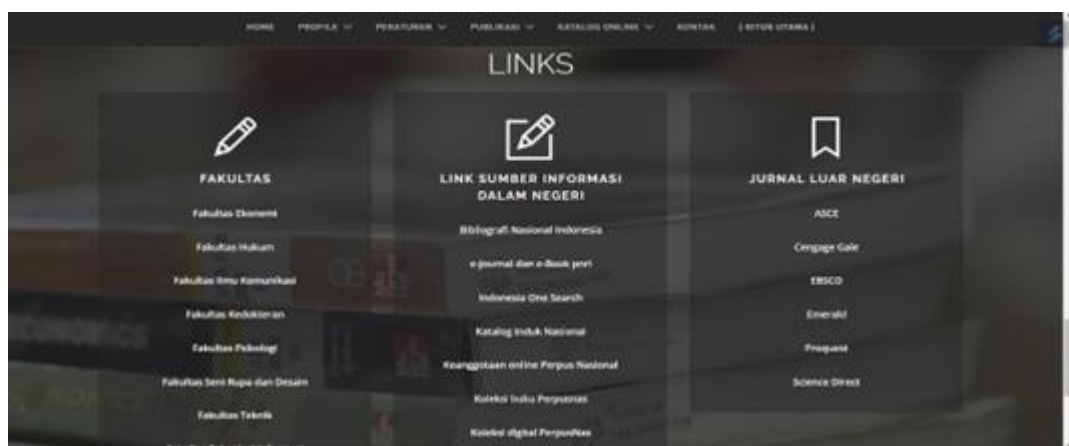 HOME PROFILE PERATURAN PUBLIKASI KATALOG ONLINE KONTAK [ SITUS UTAMA ]
LINKS
FAKULTAS
Fakultas Ekonomi
Fakultas Hukum
Fakultas Ilmu Komunikasi
Fakultas Kedokteran
Fakultas Psikologi
Fakultas Seni Rupa dan Desain
Fakultas Teknik
LINK SUMBER INFORMASI
DALAM NEGERI
Bibliografi Nasional Indonesia
e-Journal dan e-Book pnri
Indonesia One Search
Katalog Induk Nasional
Keanggotaan online Perpus Nasional
Koleksi buku Perpusnas
Koleksi digital PerpusNas
JURNAL LUAR NEGERI
ASCE
Cengage Gale
EBSCO
Emerald
Proquest
Science Direct